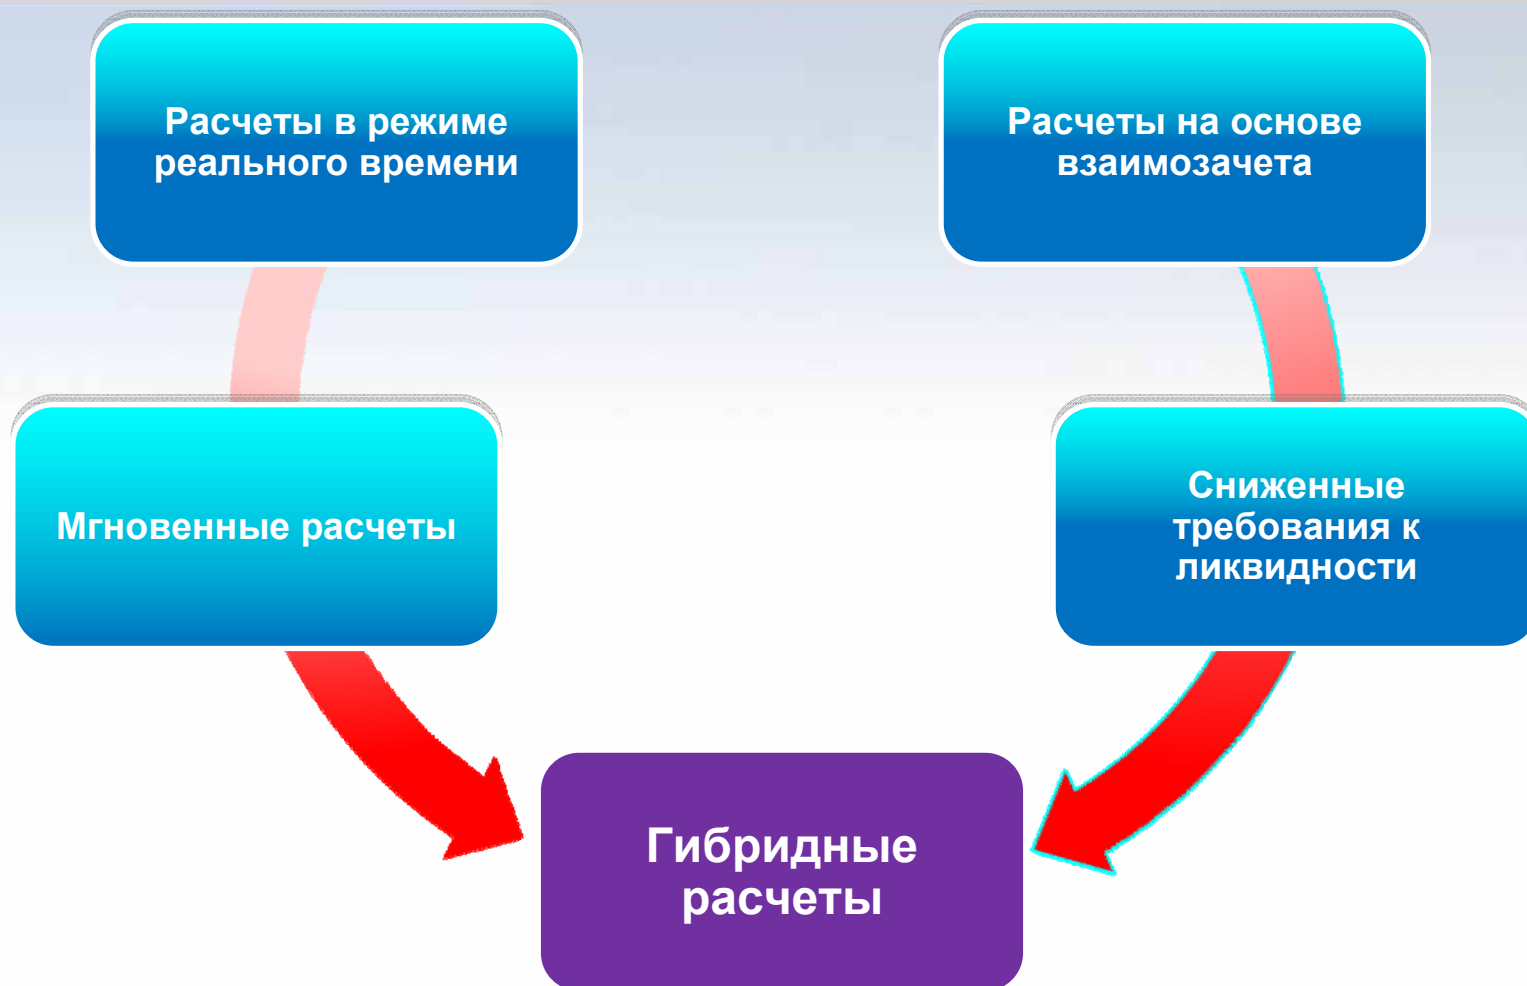 Расчеты в режиме
реального времени
Расчеты на основе
взаимозачета
Мгновенные расчеты
Сниженные
требования к
ликвидности
Гибридные
расчеты